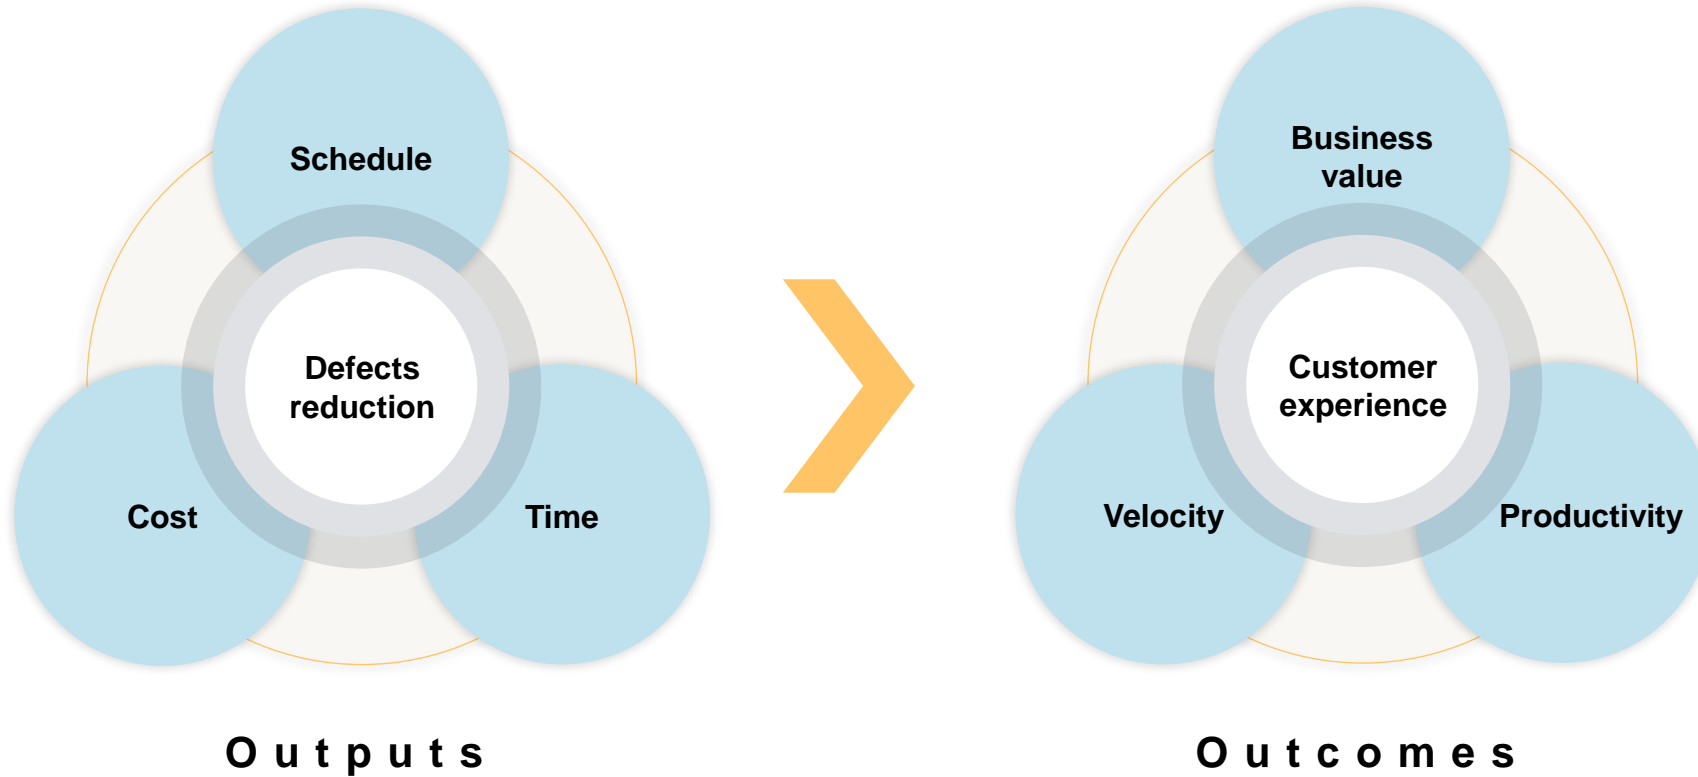 Schedule
Defects
reduction
Cost
Time
Outputs
Business
value
Customer
experience
Velocity
Productivity
Outcomes